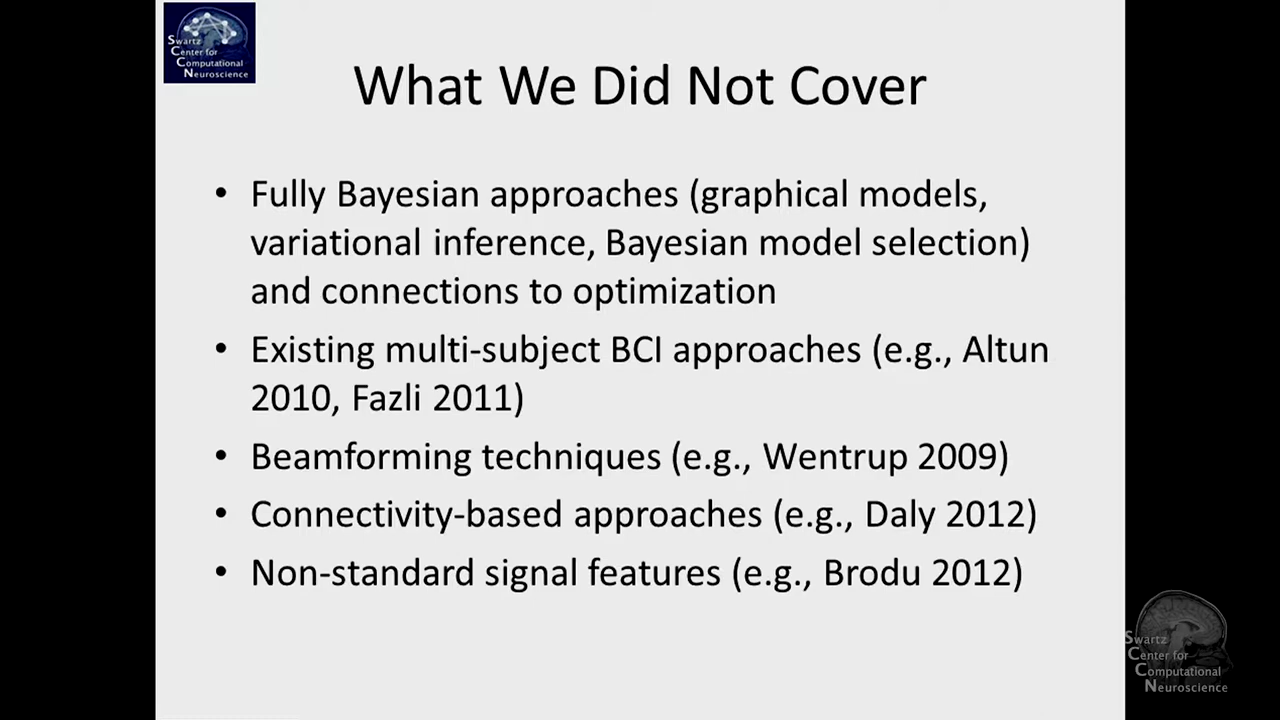 Swartz
Center for
Computational
Neuroscience
What We Did Not Cover
• Fully Bayesian approaches (graphical models,
variational inference, Bayesian model selection)
and connections to optimization
• Existing multi-subject BCI approaches (e.g., Altun
2010, Fazli 2011)
• Beamforming techniques (e.g., Wentrup 2009)
• Connectivity-based approaches (e.g., Daly 2012)
• Non-standard signal features (e.g., Brodu 2012)
Swartz
Center for
Computational
Neuroscience